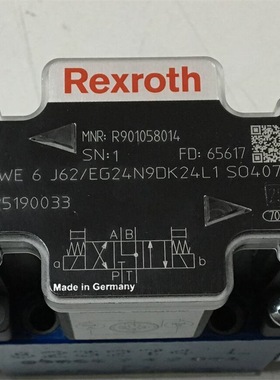 Rexroth
MNR: R901058014
SN: 1 FD: 65617
WE 6 J62/EG24N9DK24L1 SO407
5190033
A B
a b
P T
Made in Germany